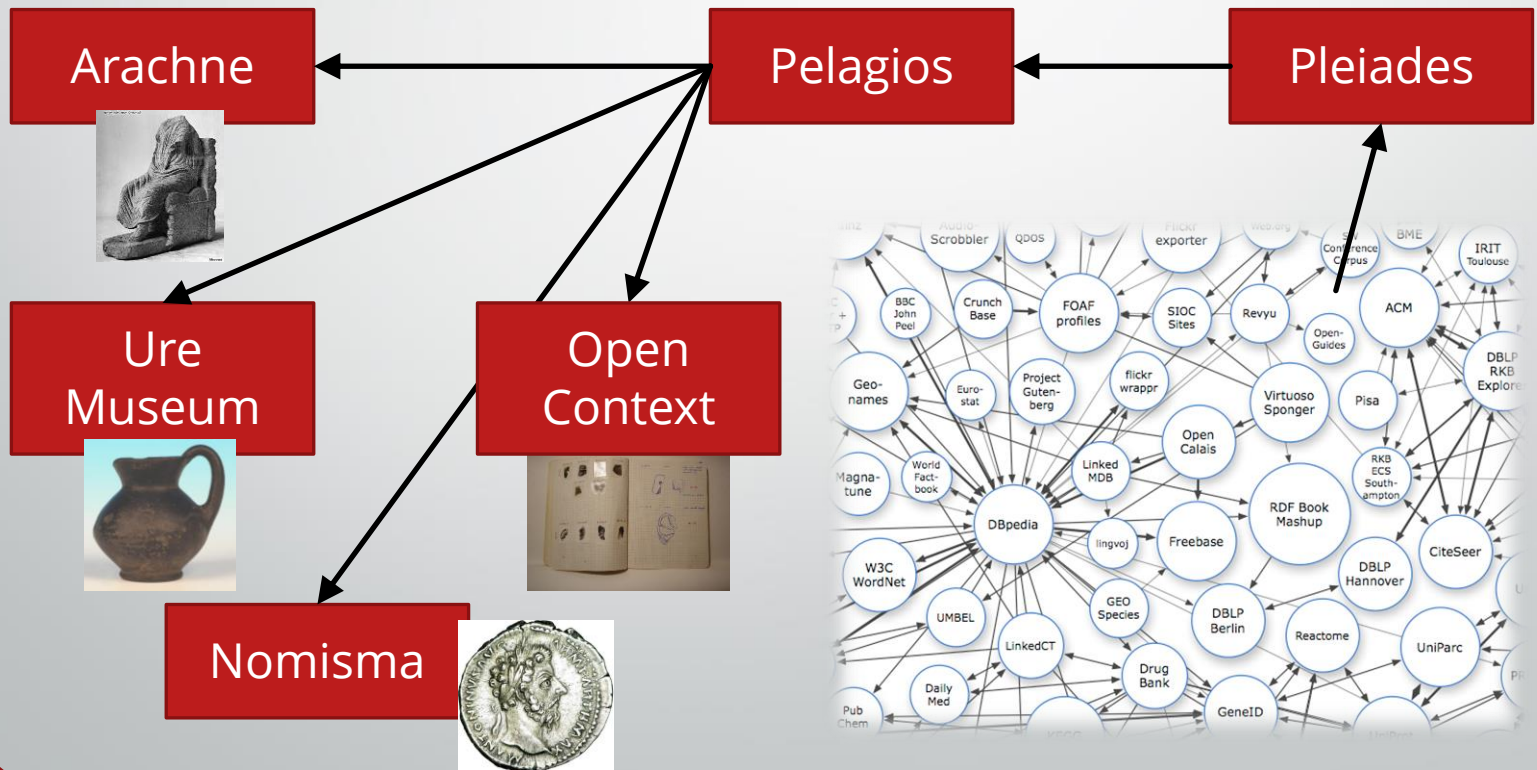 Arachne
Pelagios
Pleiades
Ure
Museum
Open
Context
Nomisma
Audio-
Scrobbler
QDOS
Flickr
exporter
SW
Conference
Corpus
BME
IRIT
Toulouse
BBC
John
Peel
Crunch
Base
FOAF
profiles
SIOC
Sites
Revyu
Open-
Guides
ACM
DBLP
RKB
Geo-
names
Euro-
stat
Project
Guten-
berg
flickr
wrappr
Virtuoso
Sponger
Pisa
Open
Calais
Magna-
tune
World
Fact-
book
Linked
MDB
RKB
ECS
South-
ampton
DBpedia
lingvoj
Freebase
RDF Book
Mashup
CiteSeer
W3C
WordNet
DBLP
Hannover
UMBEL
GEO
Species
DBLP
Berlin
Reactome
UniParc
LinkedCT
Daily
Med
Drug
Bank
GeneID
Pub
Chem